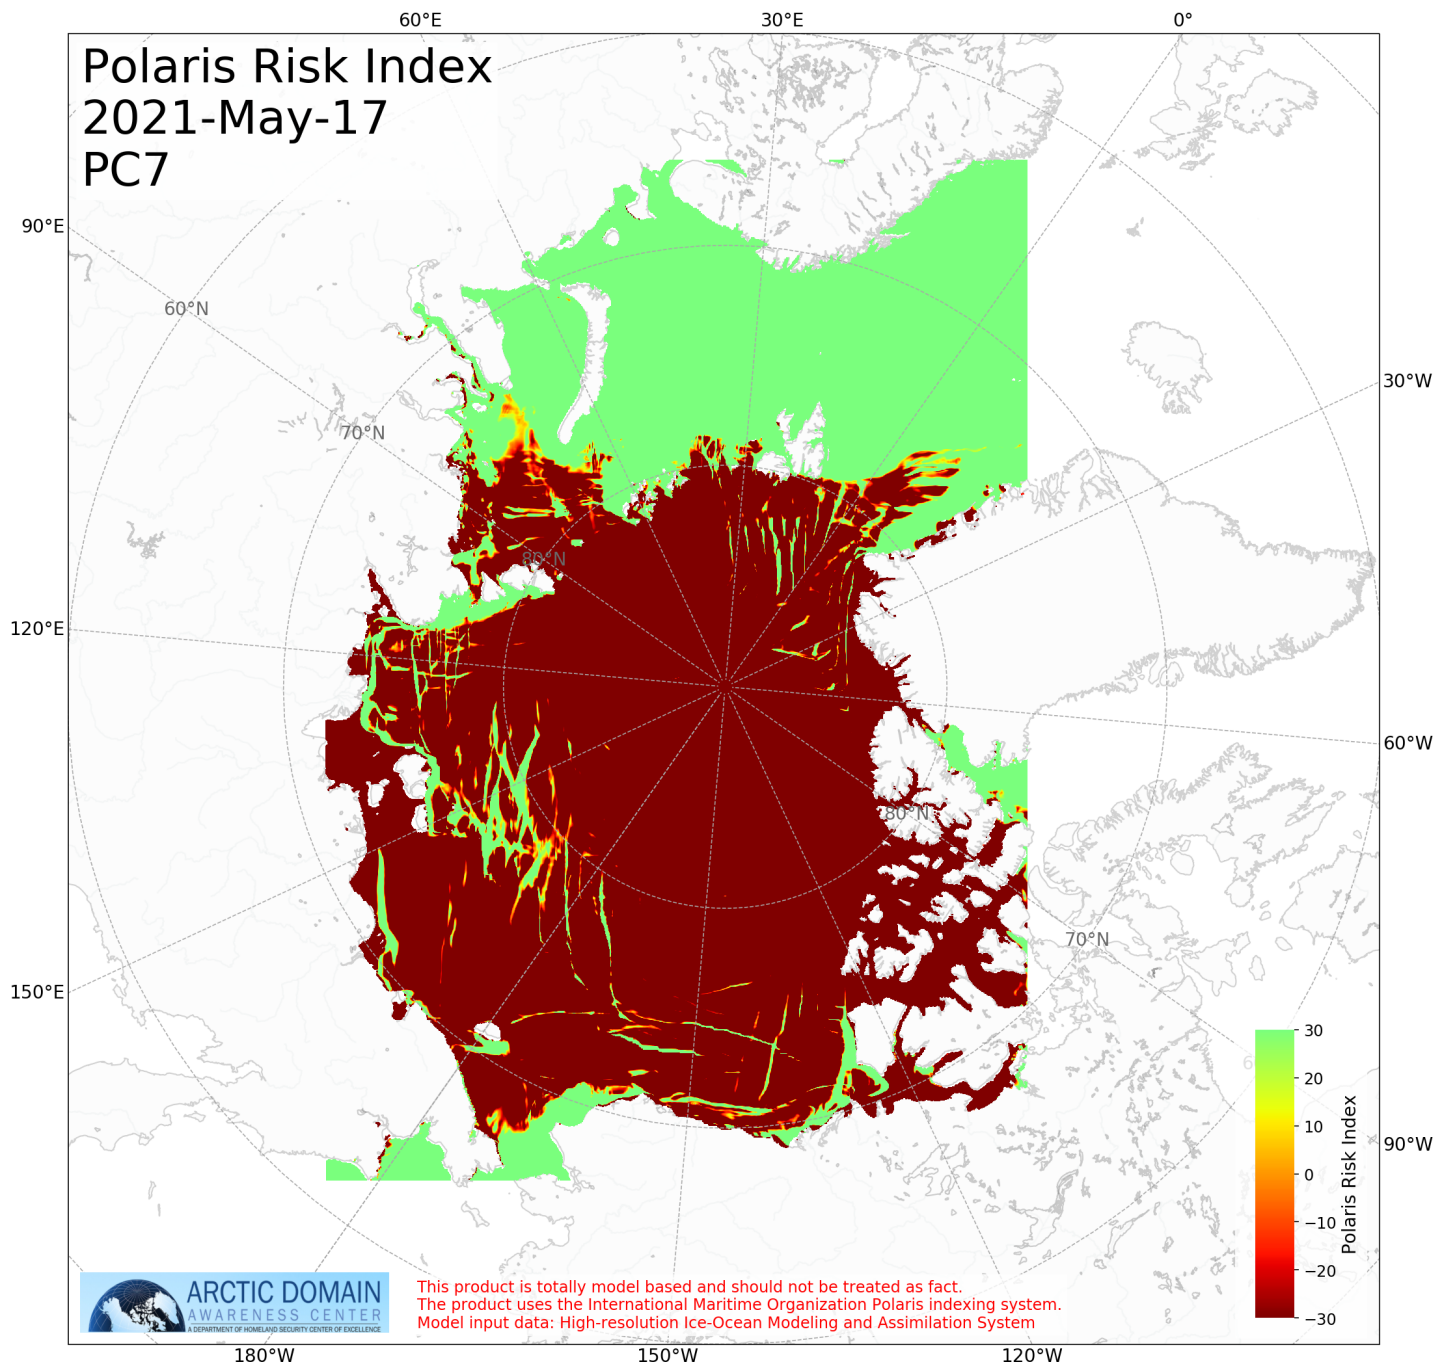 60°E 30°E 0°
Polaris Risk Index
2021-May-17
PC7
90°E
60°N
30°W
70°N
80°N
120°E
60°W
80°N
70°N
150°E
30
20
10
0
−10
−20
−30
Polaris Risk Index
90°W
ARCTIC DOMAIN
AWARENESS CENTER
A DEPARTMENT OF HOMELAND SECURITY CENTER OF EXCELLENCE
This product is totally model based and should not be treated as fact.
The product uses the International Maritime Organization Polaris indexing system.
Model input data: High-resolution Ice-Ocean Modeling and Assimilation System
180°W 150°W 120°W